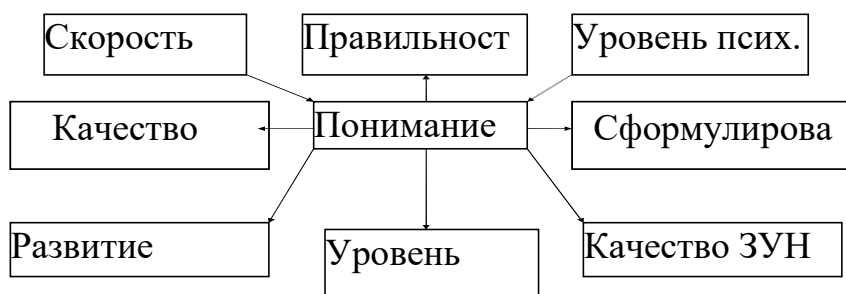 Скорость
Правильност
Уровень псих.
Качество
Понимание
Сформулирова
Развитие
Уровень
Качество ЗУН